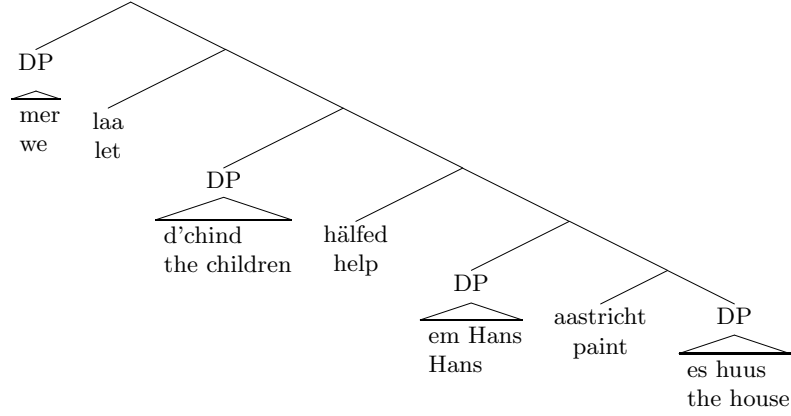 DP
mer
we
laa
let
DP
d'chind
the children
hälfed
help
DP
em Hans
Hans
aastricht
paint
DP
es huus
the house